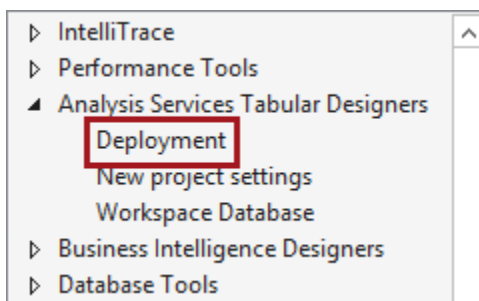 IntelliTrace
Performance Tools
Analysis Services Tabular Designers
Deployment
New project settings
Workspace Database
Business Intelligence Designers
Database Tools